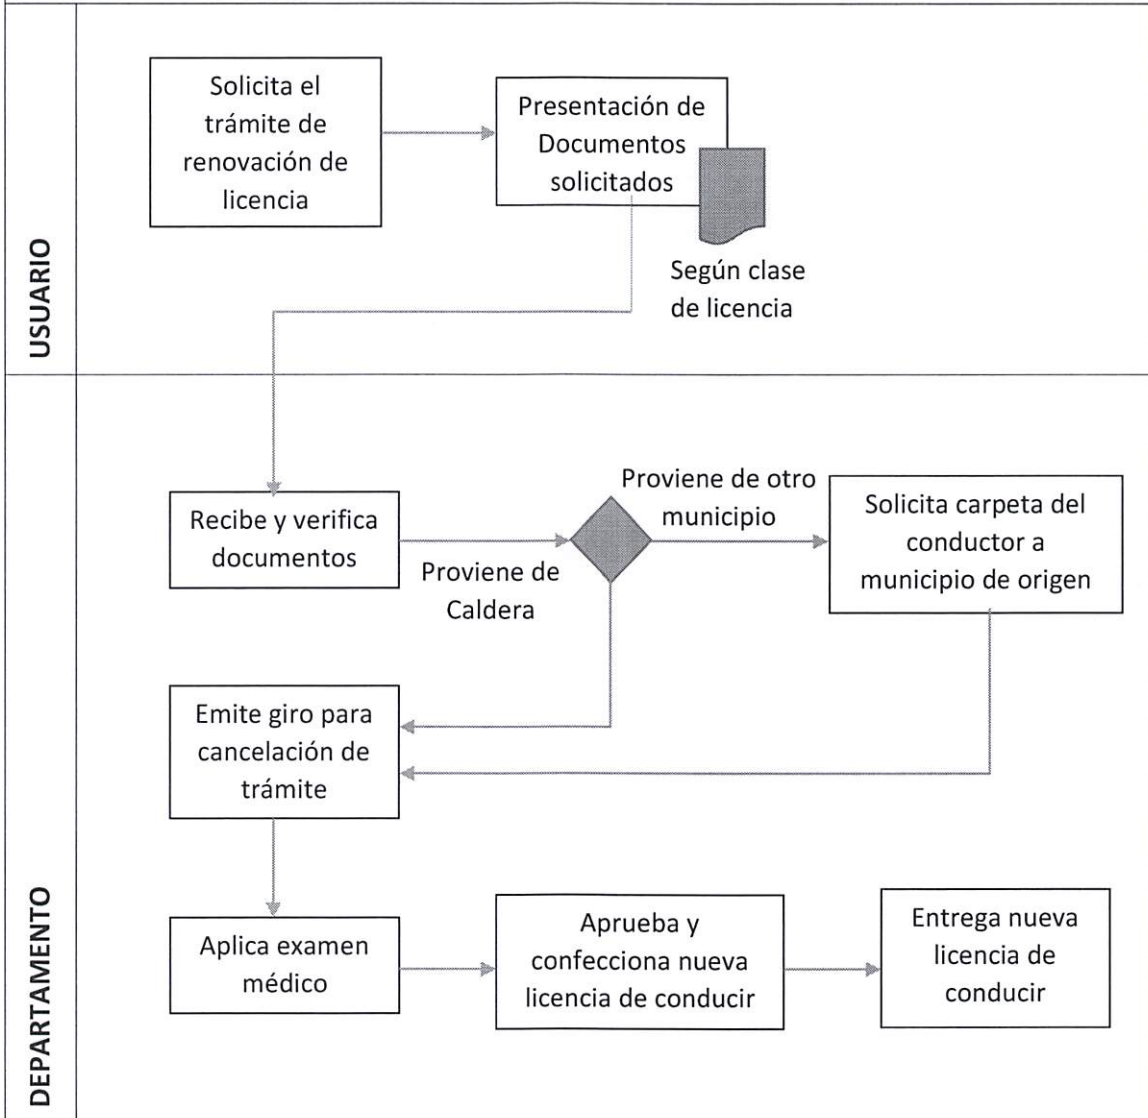 USUARIO
Solicita el
trámite de
renovación de
licencia
Presentación de
Documentos
solicitados
Según clase
de licencia
DEPARTAMENTO
Recibe y verifica
documentos
Proviene de
Caldera
Proviene de otro
municipio
Solicita carpeta del
conductor a
municipio de origen
Emite giro para
cancelación de
trámite
Aplica examen
médico
Aprueba y
confecciona nueva
licencia de conducir
Entrega nueva
licencia de
conducir